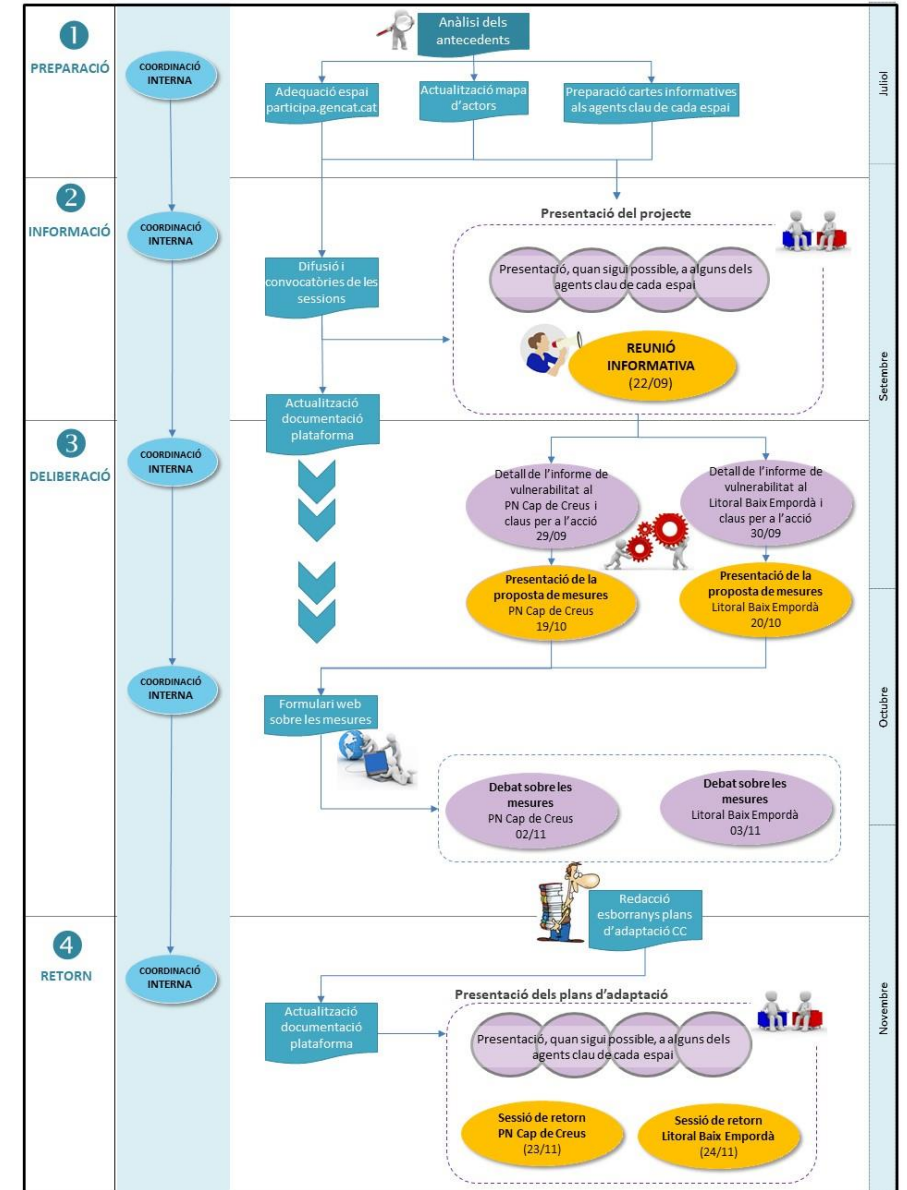 1
PREPARACIÓ
COORDINACIÓ
INTERNA
Anàlisi dels
antecedents
Adequació espai
participa.gencat.cat
Actualització mapa
d'actors
Preparació cartes informatives
als agents clau de cada espai
Juliol
2
INFORMACIÓ
COORDINACIÓ
INTERNA
Difusió i
convocatòries de les
sessions
Presentació del projecte
Presentació, quan sigui possible, a alguns dels
agents clau de cada espai
REUNIÓ
INFORMATIVA
(22/09)
Actualització
documentació
plataforma
Setembre
3
DELIBERACIÓ
COORDINACIÓ
INTERNA
Detall de l'informe de
vulnerabilitat al
PN Cap de Creus i
claus per a l'acció
29/09
Detall de l'informe de
vulnerabilitat al
Litoral Baix Empordà i
claus per a l'acció
30/09
Presentació de la
proposta de mesures
PN Cap de Creus
19/10
Presentació de la
proposta de mesures
Litoral Baix Empordà
20/10
COORDINACIÓ
INTERNA
Formulari web
sobre les mesures
Octubre
Debat sobre les
mesures
PN Cap de Creus
02/11
Debat sobre les
mesures
Litoral Baix Empordà
03/11
Redacció
esborranys plans
d'adaptació CC
4
RETORN
COORDINACIÓ
INTERNA
Actualització
documentació
plataforma
Presentació dels plans d'adaptació
Presentació, quan sigui possible, a alguns dels
agents clau de cada espai
Sessió de retorn
PN Cap de Creus
(23/11)
Sessió de retorn
Litoral Baix Empordà
(24/11)
Novembre